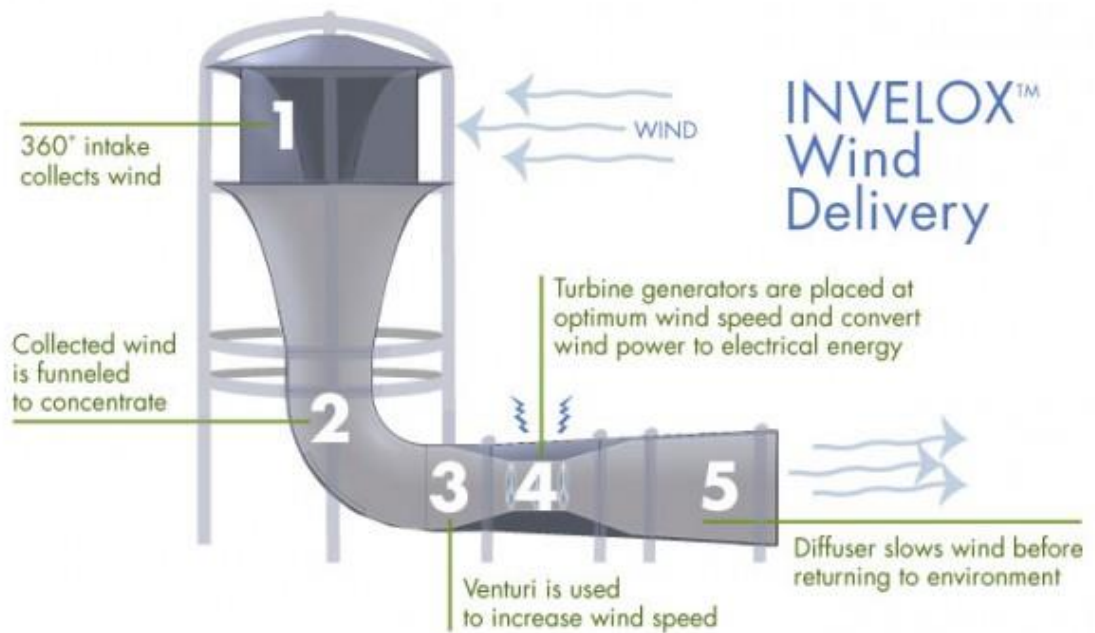 INVELOX™
Wind
Delivery
WIND
1
360° intake
collects wind
Turbine generators are placed at
optimum wind speed and convert
wind power to electrical energy
Collected wind
is funneled
to concentrate
2
3
4
5
Diffuser slows wind before
returning to environment
Venturi is used
to increase wind speed